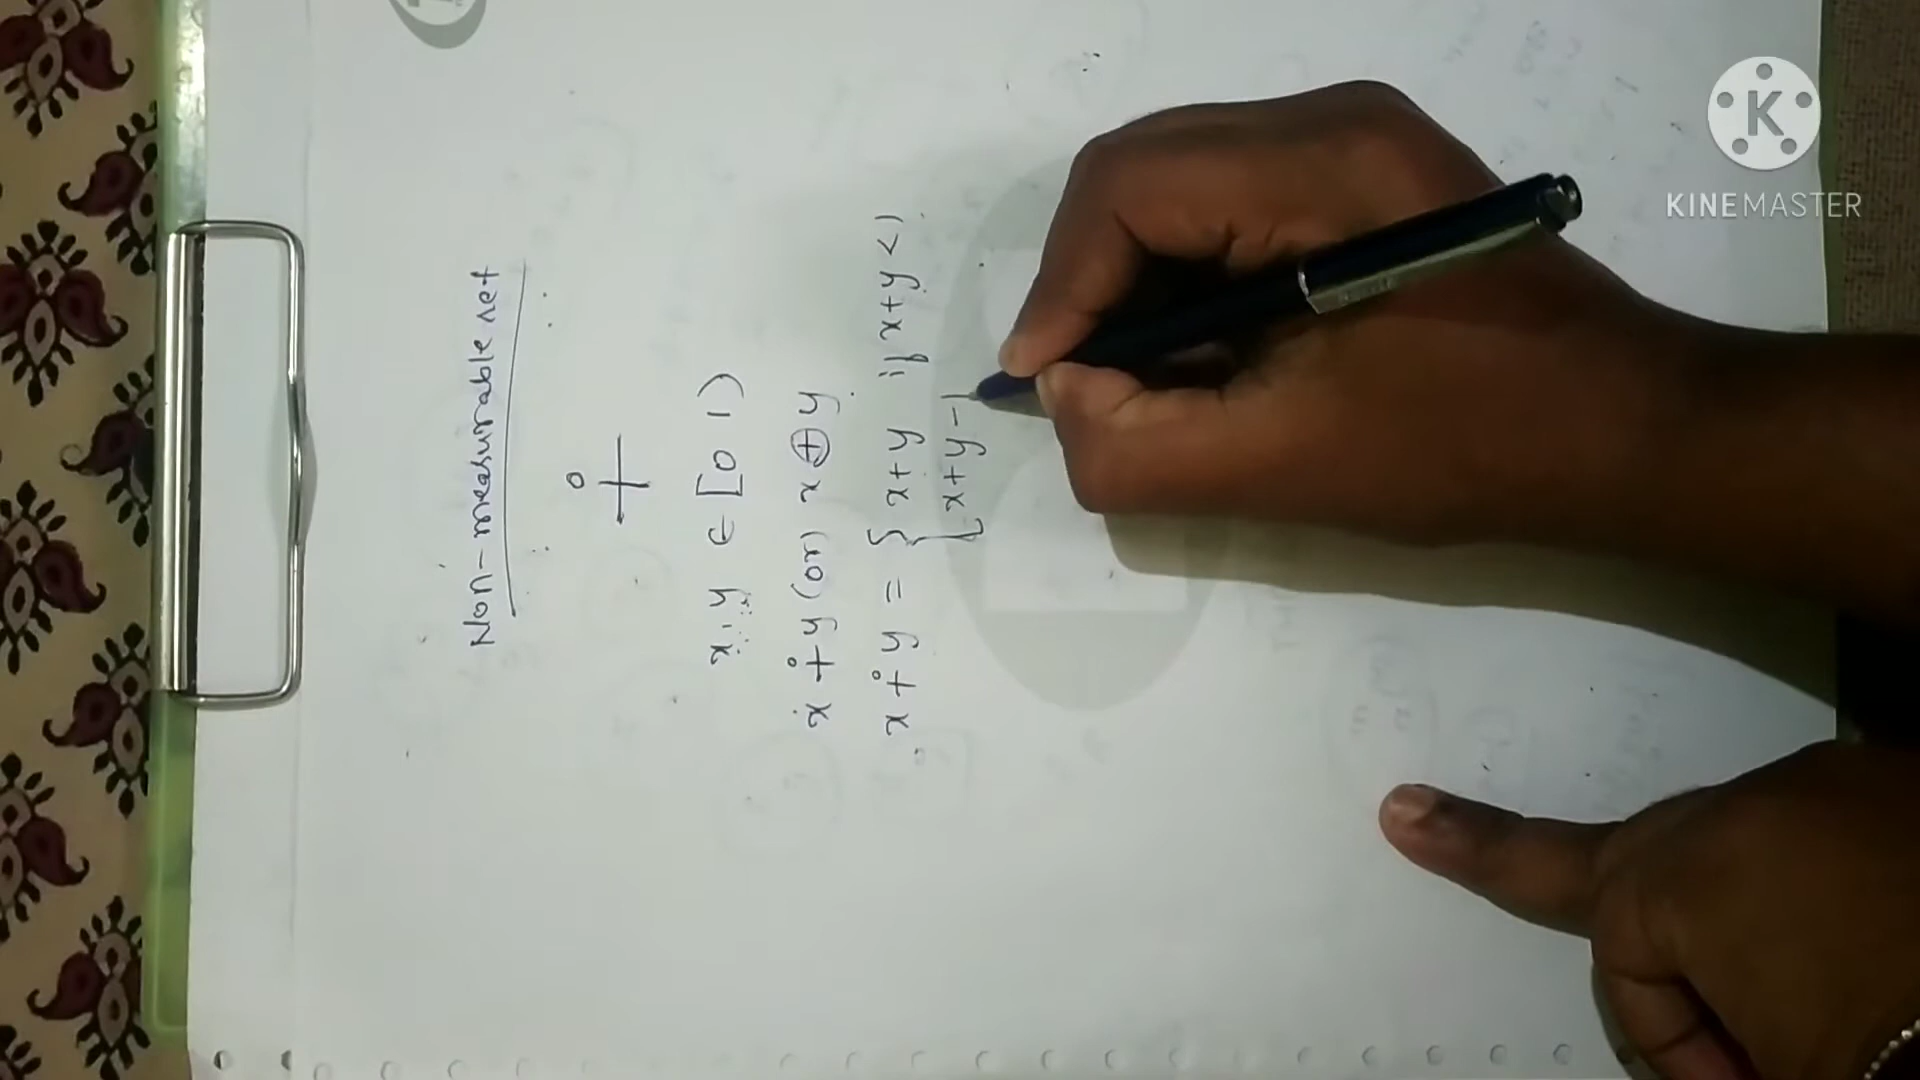 Non-measurable set
∔
x, y ∈ [0 1)
x ∔ y (or) x ⊕ y
x ∔ y = { x+y if x+y < 1
{ x+y-1
K
KINEMASTER